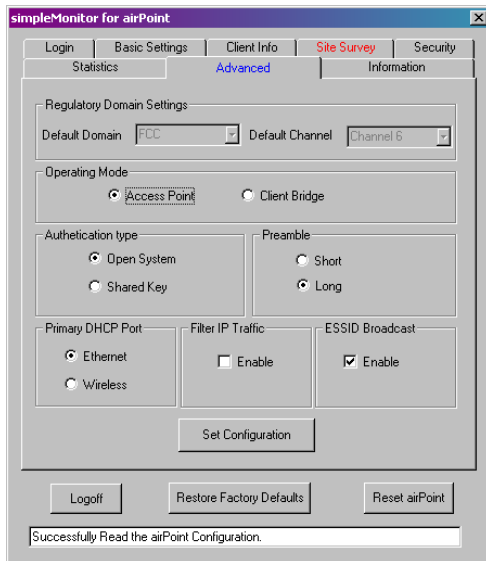 simpleMonitor for airPoint
Login Basic Settings Client Info Site Survey Security
Statistics Advanced Information
Regulatory Domain Settings
Default Domain FCC Default Channel Channel 6
Operating Mode
Access Point Client Bridge
Authetication type Preamble
Open System Short
Shared Key Long
Primary DHCP Port Filter IP Traffic ESSID Broadcast
Ethernet Enable Enable
Wireless
Set Configuration
Logoff Restore Factory Defaults Reset airPoint
Successfully Read the airPoint Configuration.